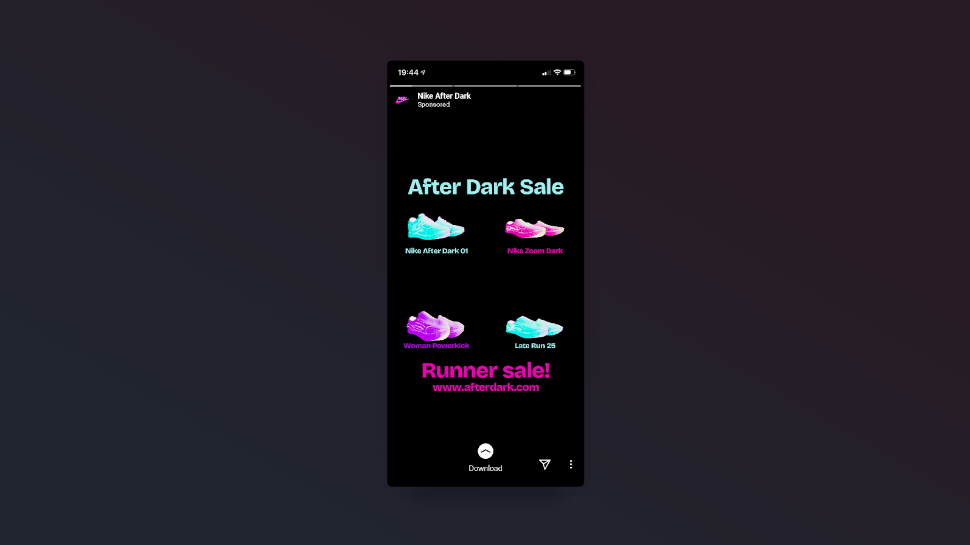 19:44
Nike After Dark
Sponsored
After Dark Sale
Nike After Dark 01
Nike Zoom Dark
Woman Powerkick
Late Run 25
Runner sale!
www.afterdark.com
Download